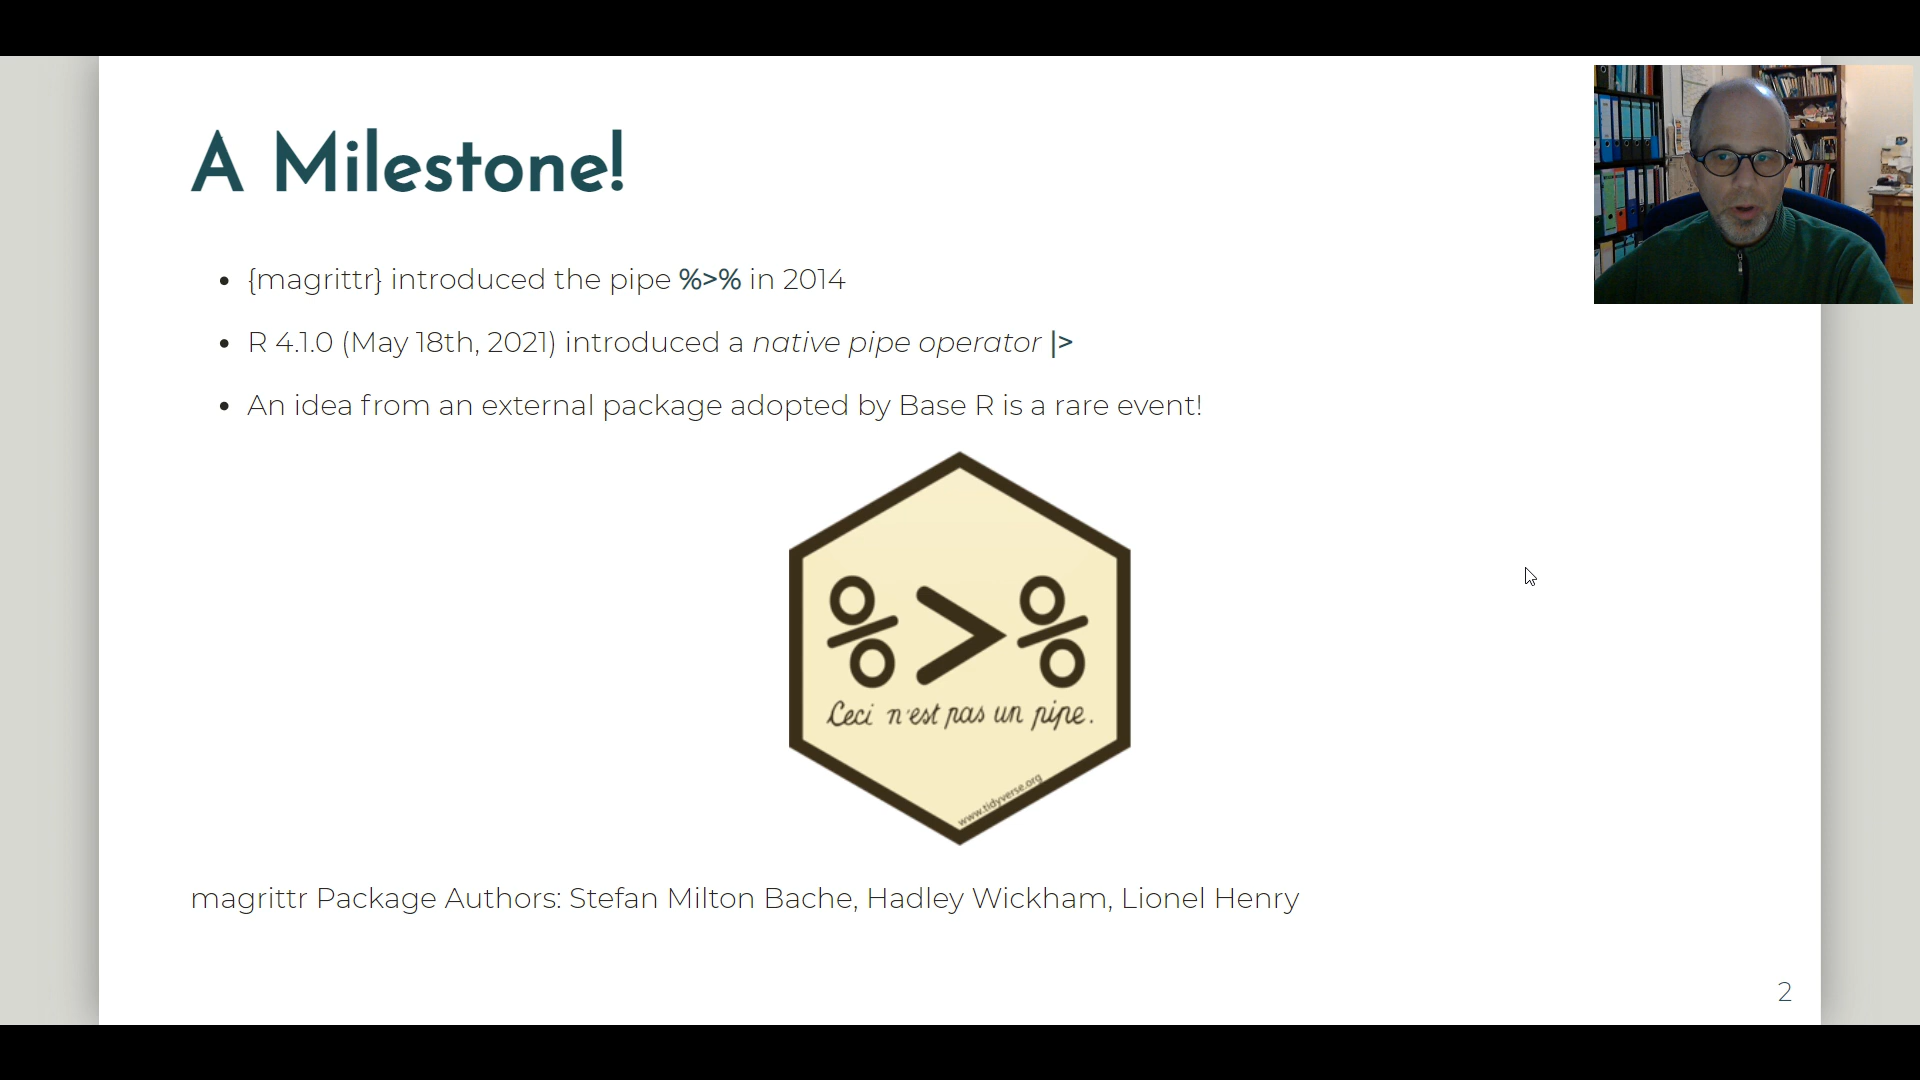 A Milestone!
{magrittr} introduced the pipe %>% in 2014
R 4.1.0 (May 18th, 2021) introduced a native pipe operator |>
An idea from an external package adopted by Base R is a rare event!
%>%
Ceci n'est pas un pipe.
www.tidyverse.org
magrittr Package Authors: Stefan Milton Bache, Hadley Wickham, Lionel Henry
2